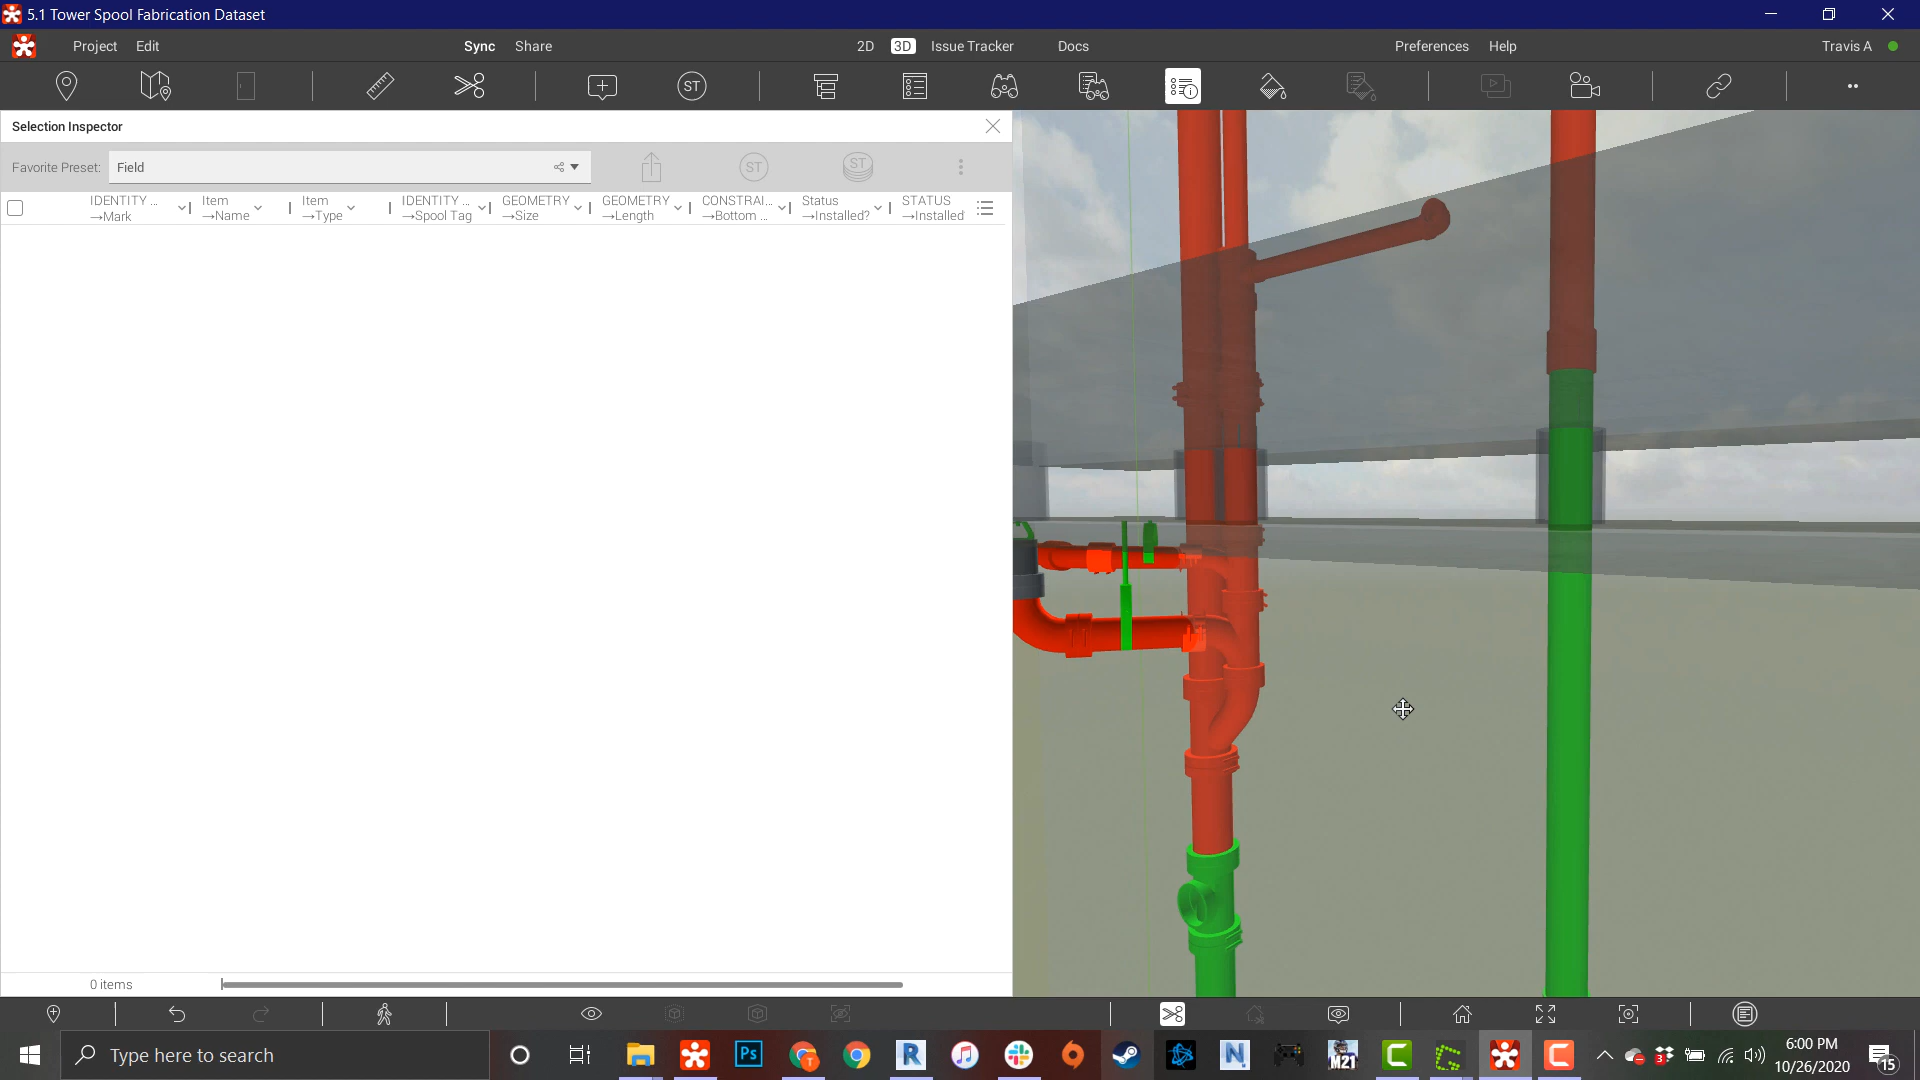 5.1 Tower Spool Fabrication Dataset
Project Edit Sync Share 2D 3D Issue Tracker Docs Preferences Help Travis A
ST
Selection Inspector
Favorite Preset: Field ST ST
IDENTITY ... Item Item IDENTITY ... GEOMETRY GEOMETRY CONSTRAI... Status STATUS
→Mark →Name →Type →Spool Tag →Size →Length →Bottom ... →Installed? →Installed
0 items
Type here to search
Ps T R N M21 C C 3
6:00 PM
10/26/2020
15